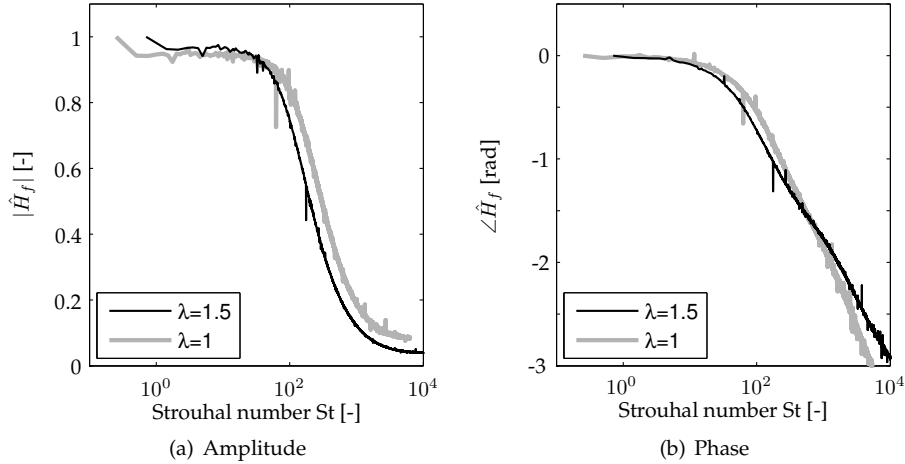 1
0.8
0.6
0.4
0.2
0
|Ĥ_f| [-]
λ=1.5
λ=1
10^0 10^2 10^4
Strouhal number St [-]
(a) Amplitude
0
-1
-2
-3
∠Ĥ_f [rad]
λ=1.5
λ=1
10^0 10^2 10^4
Strouhal number St [-]
(b) Phase